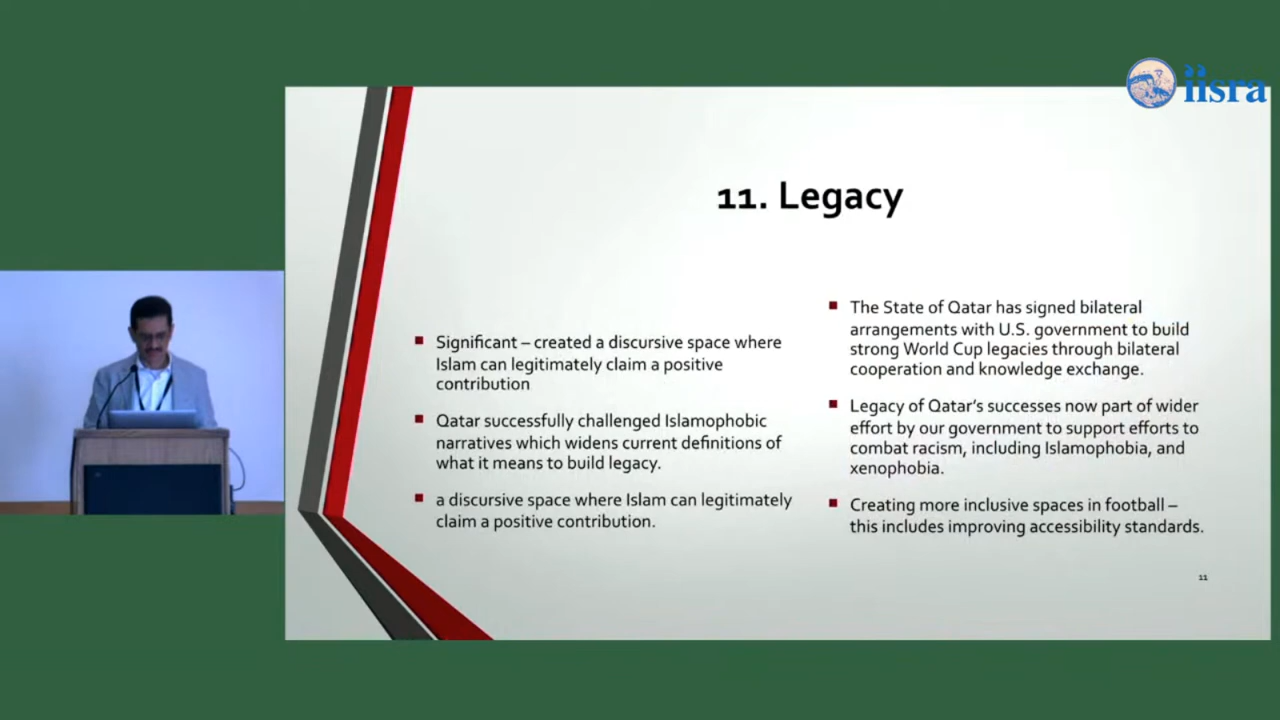 iisra
11. Legacy
Significant – created a discursive space where
Islam can legitimately claim a positive
contribution
Qatar successfully challenged Islamophobic
narratives which widens current definitions of
what it means to build legacy.
a discursive space where Islam can legitimately
claim a positive contribution.
The State of Qatar has signed bilateral
arrangements with U.S. government to build
strong World Cup legacies through bilateral
cooperation and knowledge exchange.
Legacy of Qatar’s successes now part of wider
effort by our government to support efforts to
combat racism, including Islamophobia, and
xenophobia.
Creating more inclusive spaces in football –
this includes improving accessibility standards.
11